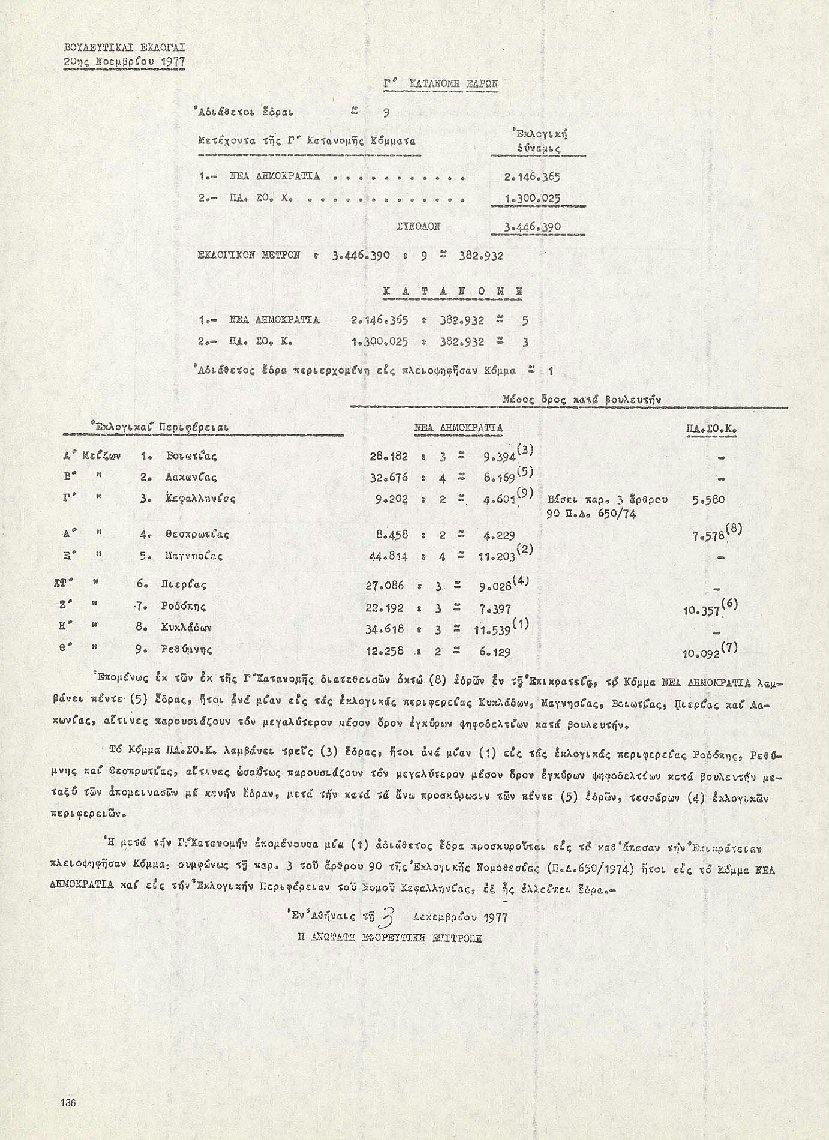 ΒΟΥΛΕΥΤΙΚΑΙ ΕΚΛΟΓΑΙ
20ης Νοεμβρίου 1977
Γ' ΚΑΤΑΝΟΜΗ ΕΔΡΩΝ
Ἀδιάθετοι ἕδραι = 9
Μετέχοντα τῆς Γ' Κατανομῆς Κόμματα Ἐκλογική
δύναμις
1.- ΝΕΑ ΔΗΜΟΚΡΑΤΙΑ . . . . . . . . . . . 2.146.365
2.- ΠΑ. ΣΟ. Κ. . . . . . . . . . . . . . 1.300.025
ΣΥΝΟΛΟΝ 3.446.390
ΕΚΛΟΓΙΚΟΝ ΜΕΤΡΟΝ : 3.446.390 : 9 = 382.932
Κ Α Τ Α Ν Ο Μ Η
1.- ΝΕΑ ΔΗΜΟΚΡΑΤΙΑ 2.146.365 : 382.932 = 5
2.- ΠΑ. ΣΟ. Κ. 1.300.025 : 382.932 = 3
Ἀδιάθετος ἕδρα περιερχομένη εἰς πλειοψηφῆσαν Κόμμα = 1
Μέσος ὅρος κατά βουλευτήν
Ἐκλογικαί Περιφέρειαι ΝΕΑ ΔΗΜΟΚΡΑΤΙΑ ΠΑ.ΣΟ.Κ.
Α' Μείζων 1. Βοιωτίας 28.182 : 3 = 9.394(3) -
Β' " 2. Λακωνίας 32.676 : 4 = 8.169(5) -
Γ' " 3. Κεφαλληνίας 9.202 : 2 = 4.601(9) Βάσει παρ. 3 ἄρθρου 5.580
90 Π.Δ. 650/74
Δ' " 4. Θεσπρωτίας 8.458 : 2 = 4.229 7.578(8)
Ε' " 5. Μαγνησίας 44.814 : 4 = 11.203(2) -
ΣΤ' " 6. Πιερίας 27.086 : 3 = 9.028(4) -
Ζ' " 7. Ροδόπης 22.192 : 3 = 7.397 10.357(6)
Η' " 8. Κυκλάδων 34.618 : 3 = 11.539(1) -
Θ' " 9. Ρεθύμνης 12.258 : 2 = 6.129 10.092(7)
Ἑπομένως ἐκ τῶν ἐκ τῆς Γ'Κατανομῆς διατεθεισῶν ὀκτώ (8) ἑδρῶν ἐν τῇ Ἐπικρατείᾳ, τό Κόμμα ΝΕΑ ΔΗΜΟΚΡΑΤΙΑ λαμ-
βάνει πέντε (5) ἕδρας, ἤτοι ἀνά μίαν εἰς τάς ἐκλογικάς περιφερείας Κυκλάδων, Μαγνησίας, Βοιωτίας, Πιερίας καί Λα-
κωνίας, αἵτινες παρουσιάζουν τόν μεγαλύτερον μέσον ὅρον ἐγκύρων ψηφοδελτίων κατά βουλευτήν.
Τό Κόμμα ΠΑ.ΣΟ.Κ. λαμβάνει τρεῖς (3) ἕδρας, ἤτοι ἀνά μίαν (1) εἰς τάς ἐκλογικάς περιφερείας Ροδόπης, Ρεθύ-
μνης καί Θεσπρωτίας, αἵτινες ὡσαύτως παρουσιάζουν τόν μεγαλύτερον μέσον ὅρον ἐγκύρων ψηφοδελτίων κατά βουλευτήν με-
ταξύ τῶν ἀπομεινασῶν μέ κενήν ἕδραν, μετά τήν κατά τά ἄνω προσκύρωσιν τῶν πέντε (5) ἑδρῶν, τεσσάρων (4) ἐκλογικῶν
περιφερειῶν.
Ἡ μετά τήν Γ'Κατανομήν ἀπομένουσα μία (1) ἀδιάθετος ἕδρα προσκυροῦται εἰς τό καθ'ἅπασαν τήν Ἐπικράτειαν
πλειοψηφῆσαν Κόμμα, συμφώνως τῇ παρ. 3 τοῦ ἄρθρου 90 τῆς Ἐκλογικῆς Νομοθεσίας (Π.Δ.650/1974) ἤτοι εἰς τό Κόμμα ΝΕΑ
ΔΗΜΟΚΡΑΤΙΑ καί εἰς τήν Ἐκλογικήν Περιφέρειαν τοῦ Νομοῦ Κεφαλληνίας, ἐξ ἧς ἐλλείπει ἕδρα.-
Ἐν Ἀθήναις τῇ 3 Δεκεμβρίου 1977
Η ΑΝΩΤΑΤΗ ΕΦΟΡΕΥΤΙΚΗ ΕΠΙΤΡΟΠΗ
136